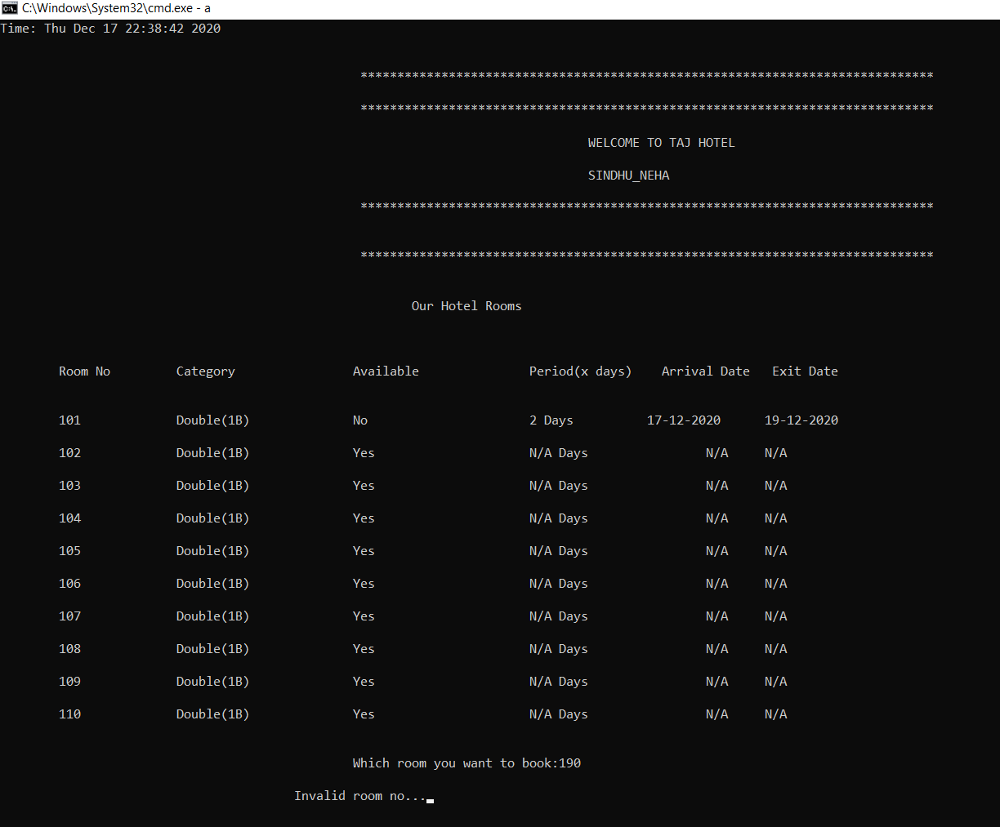 C:\Windows\System32\cmd.exe - a
Time: Thu Dec 17 22:38:42 2020
******************************************************************************
******************************************************************************
WELCOME TO TAJ HOTEL
SINDHU_NEHA
******************************************************************************
******************************************************************************
Our Hotel Rooms
Room No Category Available Period(x days) Arrival Date Exit Date
101 Double(1B) No 2 Days 17-12-2020 19-12-2020
102 Double(1B) Yes N/A Days N/A N/A
103 Double(1B) Yes N/A Days N/A N/A
104 Double(1B) Yes N/A Days N/A N/A
105 Double(1B) Yes N/A Days N/A N/A
106 Double(1B) Yes N/A Days N/A N/A
107 Double(1B) Yes N/A Days N/A N/A
108 Double(1B) Yes N/A Days N/A N/A
109 Double(1B) Yes N/A Days N/A N/A
110 Double(1B) Yes N/A Days N/A N/A
Which room you want to book:190
Invalid room no...